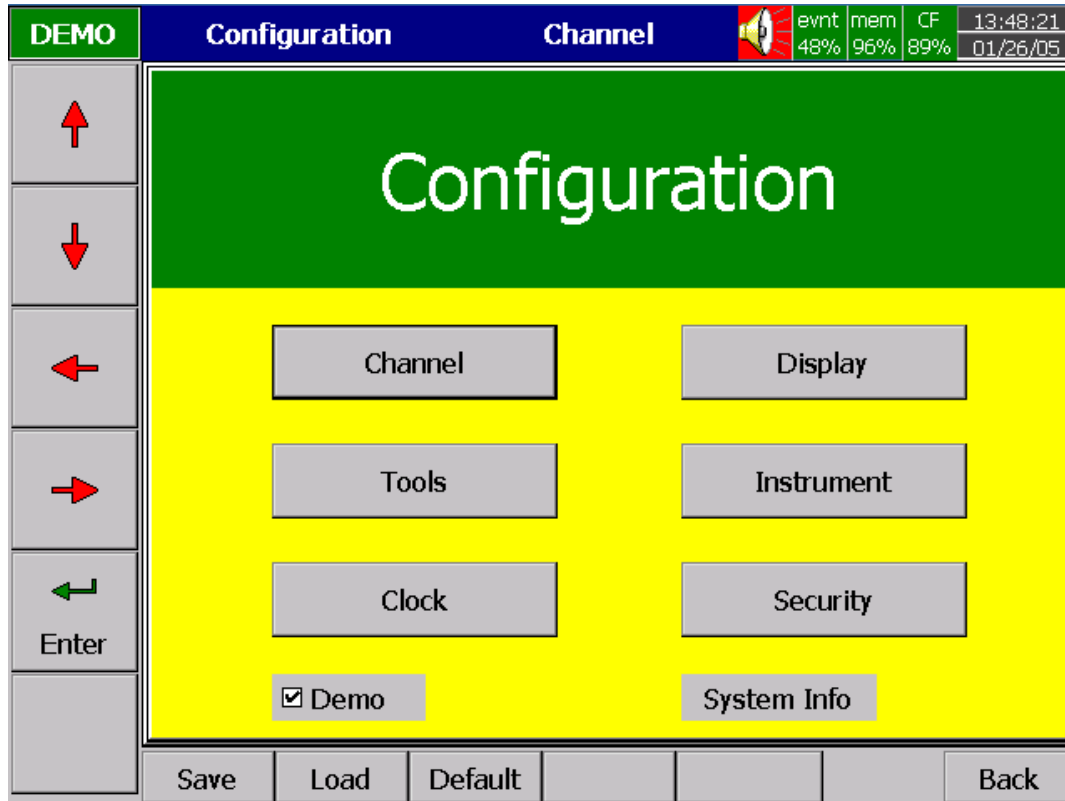 DEMO Configuration Channel evnt mem CF 13:48:21
48% 96% 89% 01/26/05
Configuration
Channel Display
Tools Instrument
Clock Security
Enter
Demo System Info
Save Load Default Back